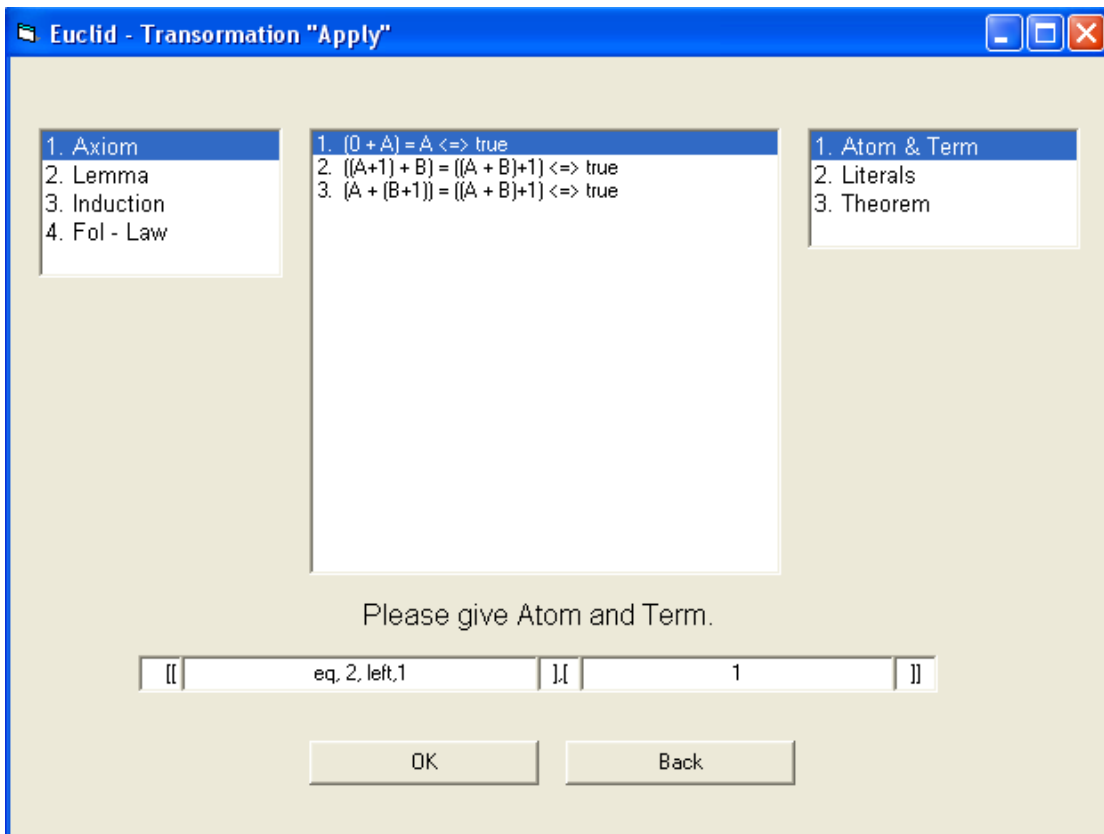 Euclid - Transormation "Apply"
1. Axiom
2. Lemma
3. Induction
4. Fol - Law
1. (0 + A) = A <=> true
2. ((A+1) + B) = ((A + B)+1) <=> true
3. (A + (B+1)) = ((A + B)+1) <=> true
1. Atom & Term
2. Literals
3. Theorem
Please give Atom and Term.
[[ eq, 2, left,1 ],[ 1 ]]
OK Back